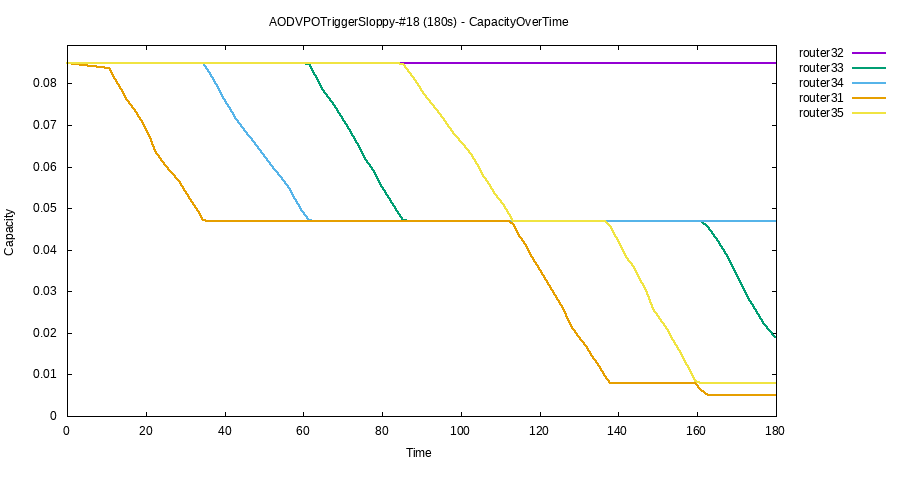 AODVPOTriggerSloppy-#18 (180s) - CapacityOverTime
router32
router33
router34
router31
router35
0.08
0.07
0.06
0.05
0.04
0.03
0.02
0.01
0
Capacity
0 20 40 60 80 100 120 140 160 180
Time